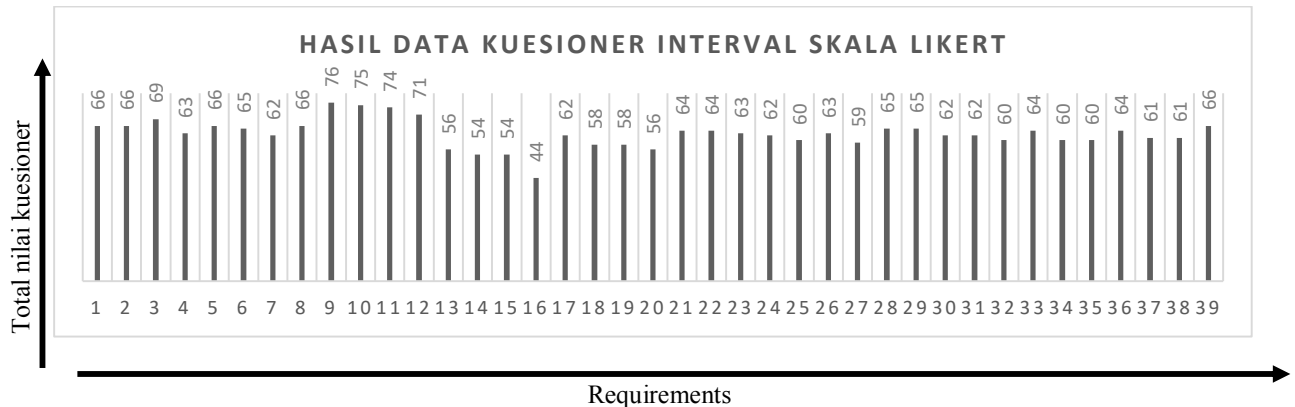 HASIL DATA KUESIONER INTERVAL SKALA LIKERT
Total nilai kuesioner
66 66 69 63 66 65 62 66 76 75 74 71 56 54 54 44 62 58 58 56 64 64 63 62 60 63 59 65 65 62 62 60 64 60 60 64 61 61 66
1 2 3 4 5 6 7 8 9 10 11 12 13 14 15 16 17 18 19 20 21 22 23 24 25 26 27 28 29 30 31 32 33 34 35 36 37 38 39
Requirements